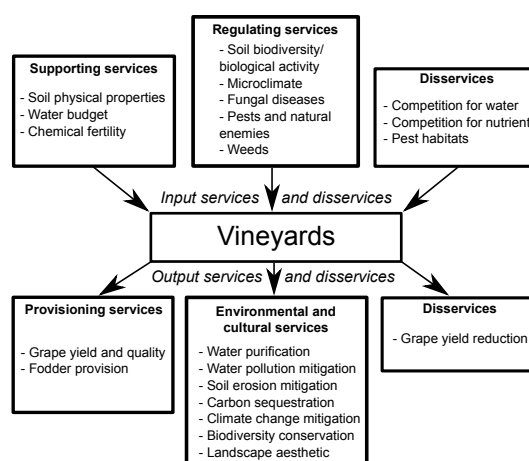 Supporting services
- Soil physical properties
- Water budget
- Chemical fertility
Regulating services
- Soil biodiversity/
biological activity
- Microclimate
- Fungal diseases
- Pests and natural
enemies
- Weeds
Disservices
- Competition for water
- Competition for nutrient
- Pest habitats
Input services and disservices
Vineyards
Output services and disservices
Provisioning services
- Grape yield and quality
- Fodder provision
Environmental and
cultural services
- Water purification
- Water pollution mitigation
- Soil erosion mitigation
- Carbon sequestration
- Climate change mitigation
- Biodiversity conservation
- Landscape aesthetic
Disservices
- Grape yield reduction